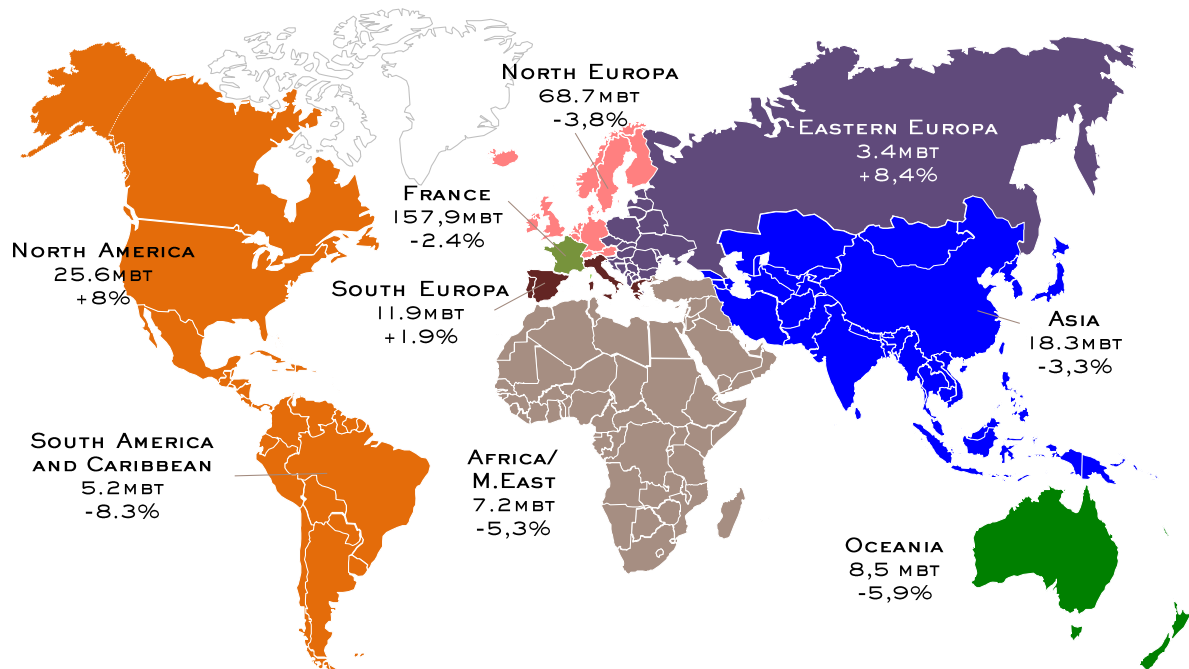 North Europa
68.7mbt
-3,8%
Eastern Europa
3.4mbt
+8,4%
France
157,9mbt
-2.4%
North America
25.6mbt
+8%
South Europa
11.9mbt
+1.9%
Asia
18.3mbt
-3,3%
South America
and Caribbean
5.2mbt
-8.3%
Africa/
M.East
7.2mbt
-5,3%
Oceania
8,5 mbt
-5,9%